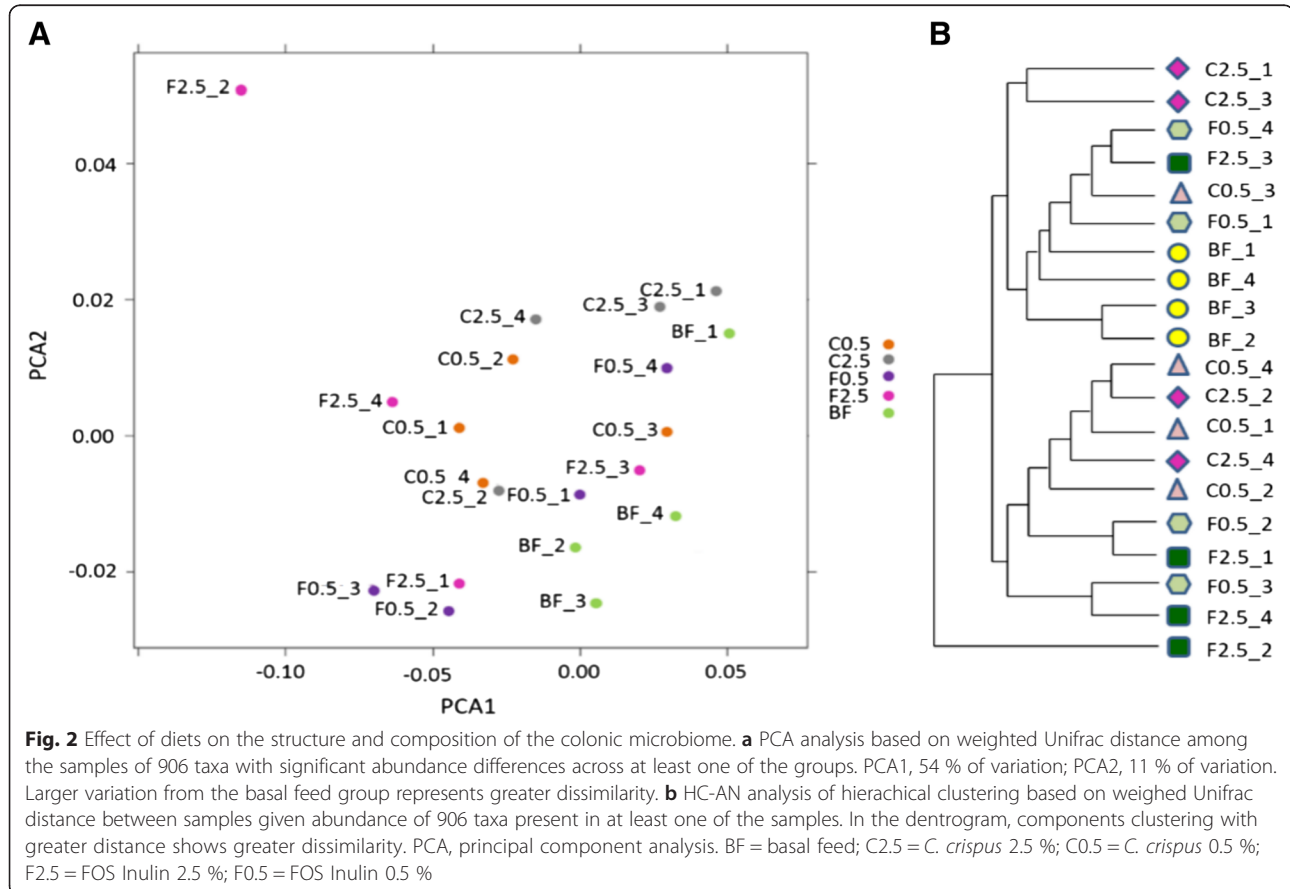 A
B
F2.5_2
0.04
0.02
0.00
-0.02
PCA2
C2.5_1
C2.5_3
BF_1
C2.5_4
C0.5_2
F0.5_4
F2.5_4
C0.5_1
C0.5_3
F2.5_3
C0.5_4
C2.5_2
F0.5_1
BF_4
BF_2
F0.5_3
F2.5_1
F0.5_2
BF_3
-0.10
-0.05
0.00
0.05
PCA1
C0.5
C2.5
F0.5
F2.5
BF
C2.5_1
C2.5_3
F0.5_4
F2.5_3
C0.5_3
F0.5_1
BF_1
BF_4
BF_3
BF_2
C0.5_4
C2.5_2
C0.5_1
C2.5_4
C0.5_2
F0.5_2
F2.5_1
F0.5_3
F2.5_4
F2.5_2
Fig. 2 Effect of diets on the structure and composition of the colonic microbiome. a PCA analysis based on weighted Unifrac distance among
the samples of 906 taxa with significant abundance differences across at least one of the groups. PCA1, 54 % of variation; PCA2, 11 % of variation.
Larger variation from the basal feed group represents greater dissimilarity. b HC-AN analysis of hierachical clustering based on weighed Unifrac
distance between samples given abundance of 906 taxa present in at least one of the samples. In the dentrogram, components clustering with
greater distance shows greater dissimilarity. PCA, principal component analysis. BF = basal feed; C2.5 = C. crispus 2.5 %; C0.5 = C. crispus 0.5 %;
F2.5 = FOS Inulin 2.5 %; F0.5 = FOS Inulin 0.5 %